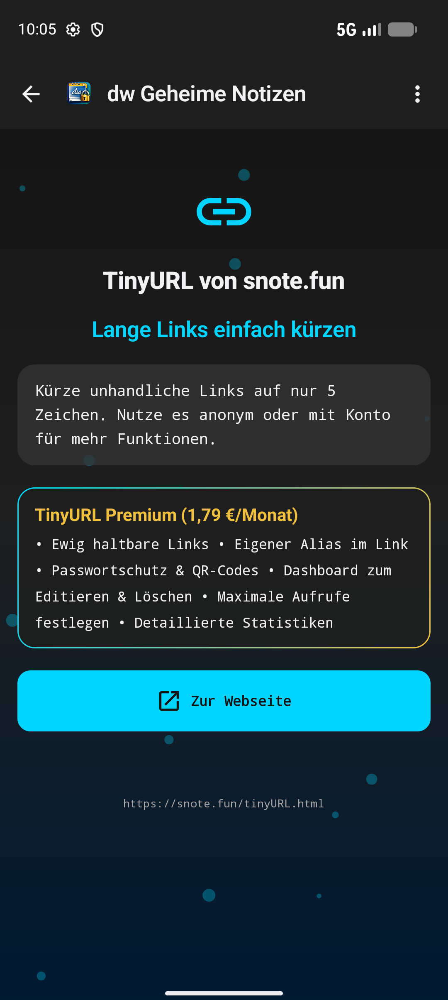 10:05
5G
dw Geheime Notizen
dw
TinyURL von snote.fun
Lange Links einfach kürzen
Kürze unhandliche Links auf nur 5
Zeichen. Nutze es anonym oder mit Konto
für mehr Funktionen.
TinyURL Premium (1,79 €/Monat)
• Ewig haltbare Links • Eigener Alias im Link
• Passwortschutz & QR-Codes • Dashboard zum
Editieren & Löschen • Maximale Aufrufe
festlegen • Detaillierte Statistiken
Zur Webseite
https://snote.fun/tinyURL.html